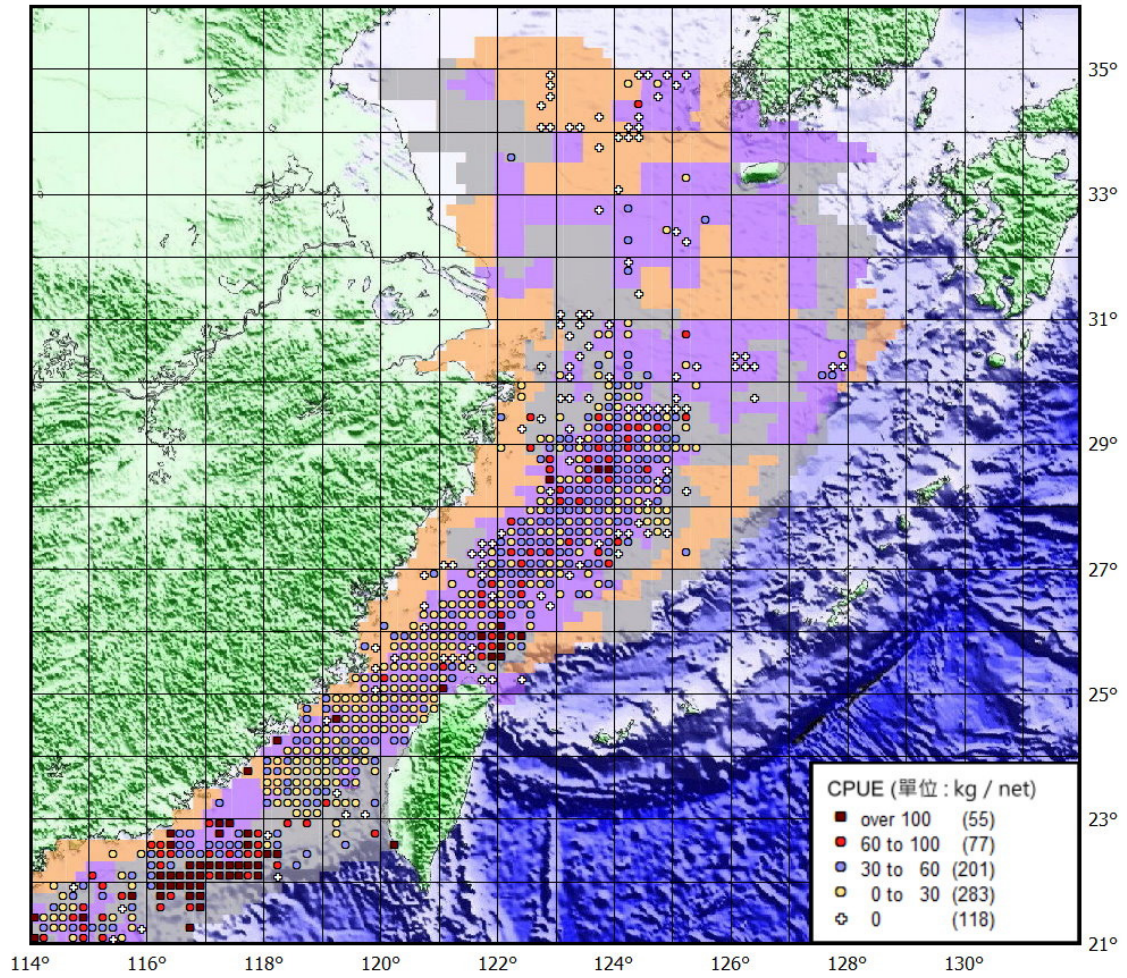 35°
33°
31°
29°
27°
25°
23°
21°
CPUE (單位 : kg / net)
over 100 (55)
60 to 100 (77)
30 to 60 (201)
0 to 30 (283)
0 (118)
114 116 118 120 122 124 126 128 130